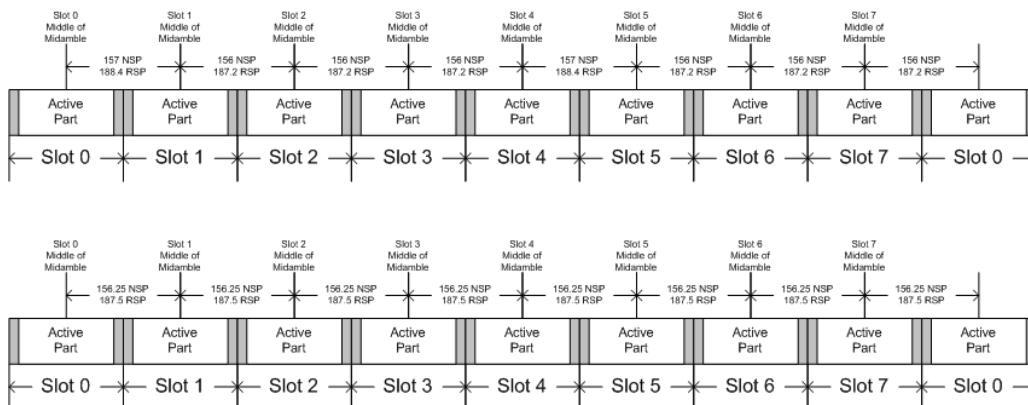 Slot 0 Slot 1 Slot 2 Slot 3 Slot 4 Slot 5 Slot 6 Slot 7
Middle of Middle of Middle of Middle of Middle of Middle of Middle of Middle of
Midamble Midamble Midamble Midamble Midamble Midamble Midamble Midamble
157 NSP 156 NSP 156 NSP 156 NSP 157 NSP 156 NSP 156 NSP 156 NSP
188.4 RSP 187.2 RSP 187.2 RSP 187.2 RSP 188.4 RSP 187.2 RSP 187.2 RSP 187.2 RSP
Active Active Active Active Active Active Active Active Active
Part Part Part Part Part Part Part Part Part
Slot 0 Slot 1 Slot 2 Slot 3 Slot 4 Slot 5 Slot 6 Slot 7 Slot 0
Slot 0 Slot 1 Slot 2 Slot 3 Slot 4 Slot 5 Slot 6 Slot 7
Middle of Middle of Middle of Middle of Middle of Middle of Middle of Middle of
Midamble Midamble Midamble Midamble Midamble Midamble Midamble Midamble
156.25 NSP 156.25 NSP 156.25 NSP 156.25 NSP 156.25 NSP 156.25 NSP 156.25 NSP 156.25 NSP
187.5 RSP 187.5 RSP 187.5 RSP 187.5 RSP 187.5 RSP 187.5 RSP 187.5 RSP 187.5 RSP
Active Active Active Active Active Active Active Active Active
Part Part Part Part Part Part Part Part Part
Slot 0 Slot 1 Slot 2 Slot 3 Slot 4 Slot 5 Slot 6 Slot 7 Slot 0